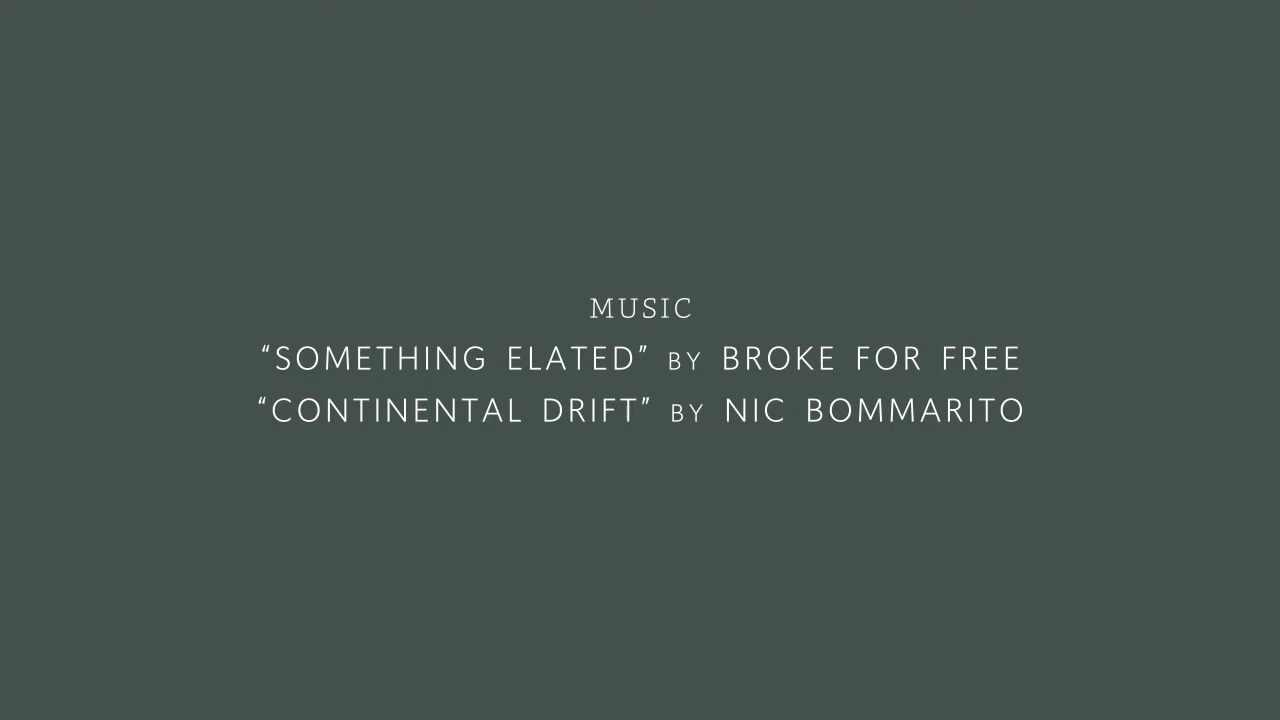 MUSIC
“SOMETHING ELATED” BY BROKE FOR FREE
“CONTINENTAL DRIFT” BY NIC BOMMARITO